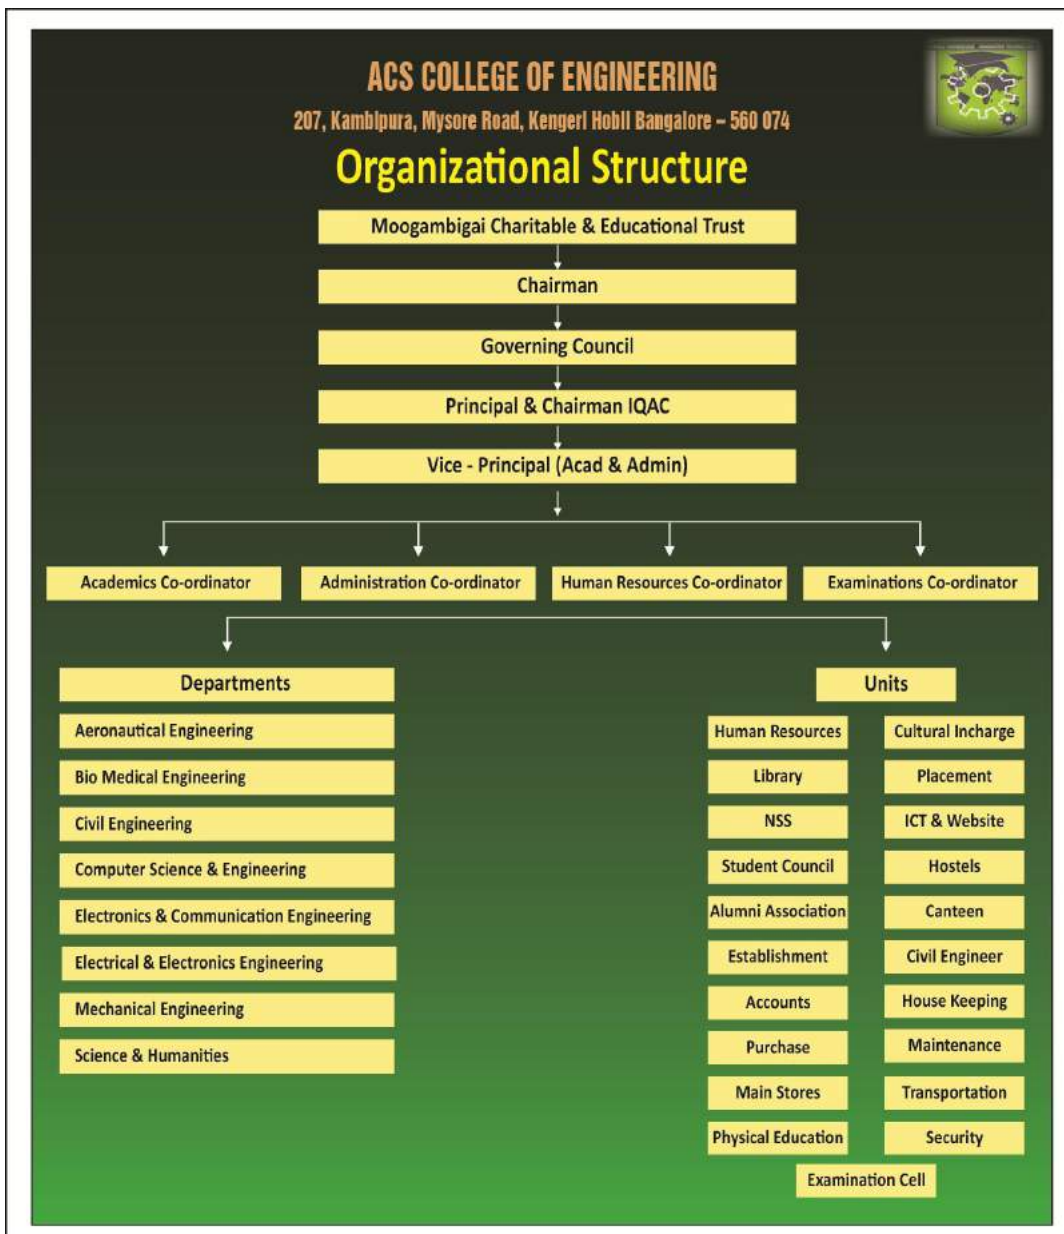 ACS COLLEGE OF ENGINEERING
207, Kambipura, Mysore Road, Kengeri Hobli Bangalore – 560 074
Organizational Structure
Moogambigai Charitable & Educational Trust
Chairman
Governing Council
Principal & Chairman IQAC
Vice - Principal (Acad & Admin)
Academics Co-ordinator
Administration Co-ordinator
Human Resources Co-ordinator
Examinations Co-ordinator
Departments
Aeronautical Engineering
Bio Medical Engineering
Civil Engineering
Computer Science & Engineering
Electronics & Communication Engineering
Electrical & Electronics Engineering
Mechanical Engineering
Science & Humanities
Units
Human Resources
Cultural Incharge
Library
Placement
NSS
ICT & Website
Student Council
Hostels
Alumni Association
Canteen
Establishment
Civil Engineer
Accounts
House Keeping
Purchase
Maintenance
Main Stores
Transportation
Physical Education
Security
Examination Cell